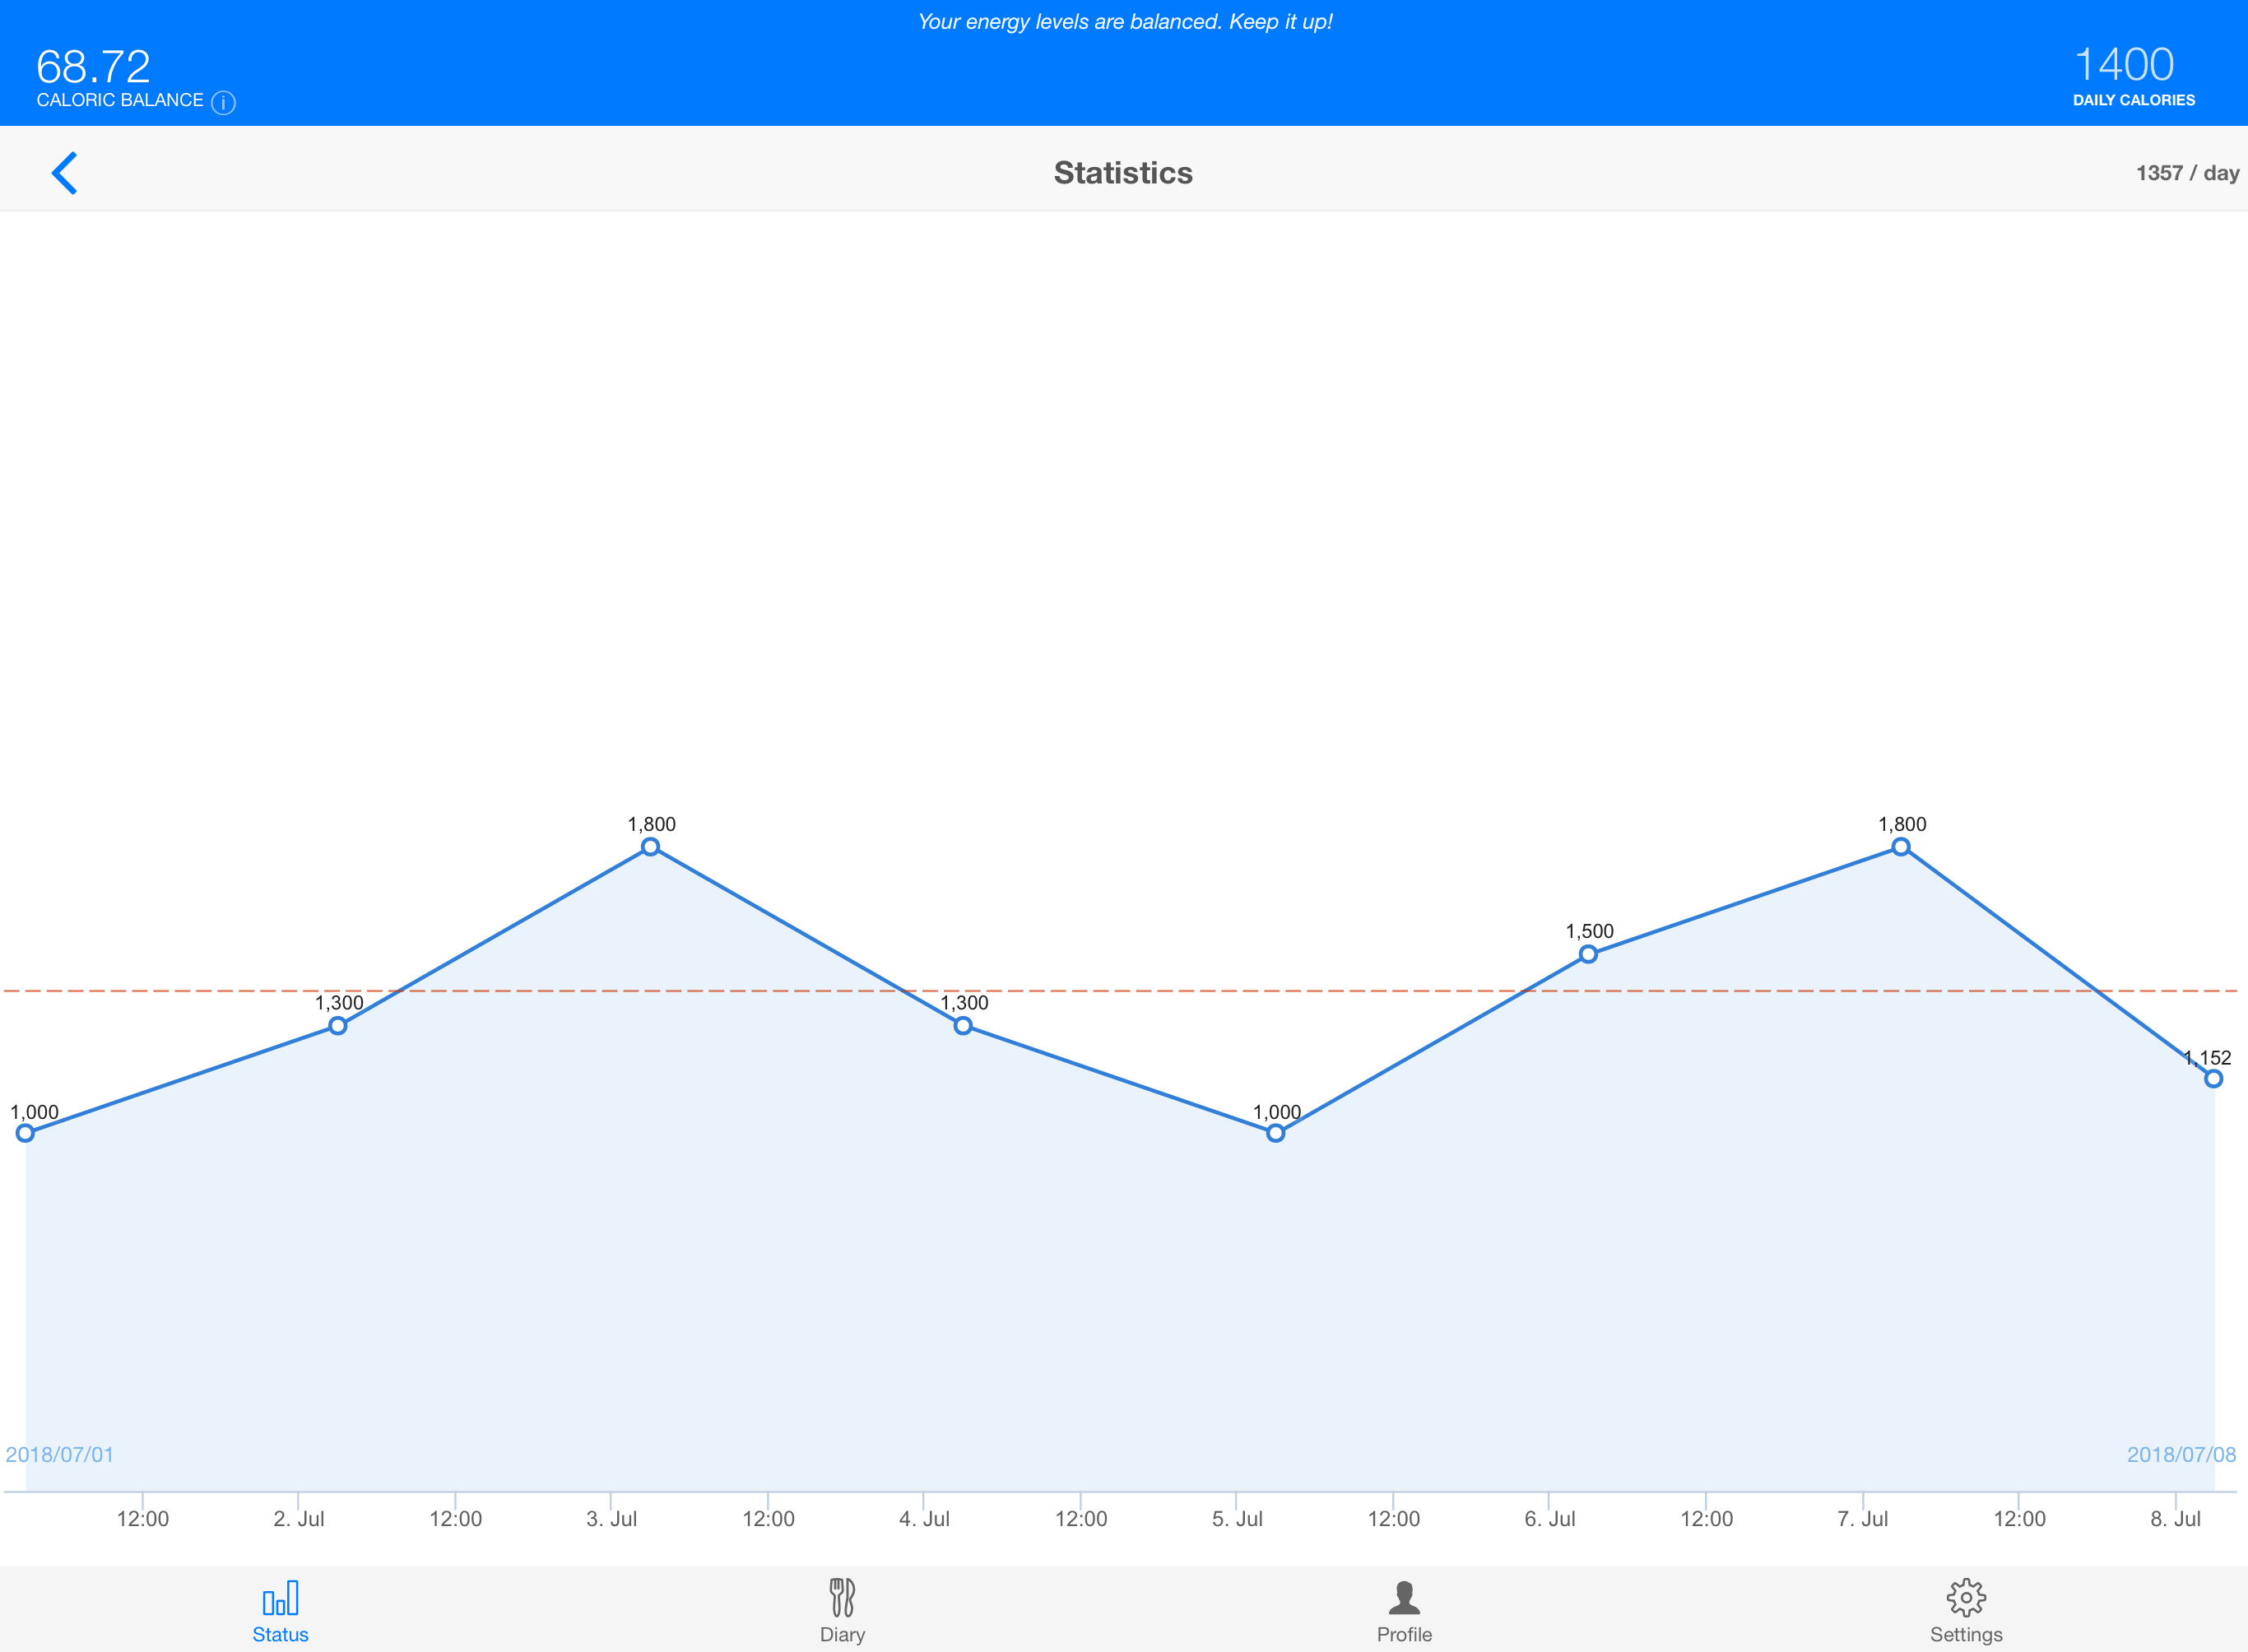 Your energy levels are balanced. Keep it up!
68.72
CALORIC BALANCE i
1400
DAILY CALORIES
Statistics
1357 / day
1,800
1,800
1,500
1,300
1,300
1,152
1,000
1,000
2018/07/01
2018/07/08
12:00 2. Jul 12:00 3. Jul 12:00 4. Jul 12:00 5. Jul 12:00 6. Jul 12:00 7. Jul 12:00 8. Jul
Status Diary Profile Settings